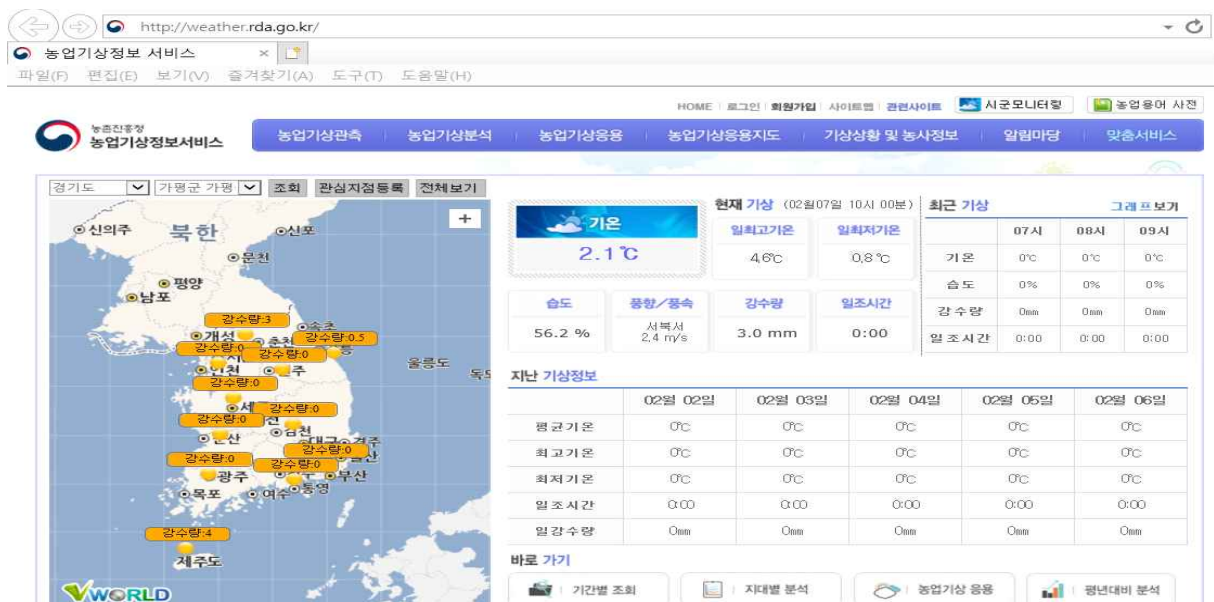 http://weather.rda.go.kr/
농업기상정보 서비스 ×
파일(F) 편집(E) 보기(V) 즐겨찾기(A) 도구(T) 도움말(H)
HOME 로그인 회원가입 사이트맵 관련사이트 시군모니터링 농업용어 사전
농촌진흥청
농업기상정보서비스
농업기상관측 농업기상분석 농업기상응용 농업기상응용지도 기상상황 및 농사정보 알림마당 맞춤서비스
경기도 가평군 가평 조회 관심지점등록 전체보기
+
신의주 북한 신포
문천
평양
남포
강수량:3
속초
개성 춘천 강수량:0.5
강수량:0
강수량:0
울릉도
인천
강수량:0
강수량:0
강수량:0
김천
강수량:0
강수량:0
강수량:0
광주 부산
목포 여수 통영
강수량:4
제주도
VWORLD
현재 기상 (02월07일 10시 00분)
기온
2.1℃
일최고기온 일최저기온
4.6℃ 0.8℃
습도 풍향/풍속 강수량 일조시간
56.2 % 서북서 2.4 m/s 3.0 mm 0:00
최근 기상 그래프보기
07시 08시 09시
기온 0℃ 0℃ 0℃
습도 0% 0% 0%
강수량 0mm 0mm 0mm
일조시간 0:00 0:00 0:00
지난 기상정보
02월 02일 02월 03일 02월 04일 02월 05일 02월 06일
평균기온 0℃ 0℃ 0℃ 0℃ 0℃
최고기온 0℃ 0℃ 0℃ 0℃ 0℃
최저기온 0℃ 0℃ 0℃ 0℃ 0℃
일조시간 0:00 0:00 0:00 0:00 0:00
일강수량 0mm 0mm 0mm 0mm 0mm
바로 가기
기간별 조회 지대별 분석 농업기상 응용 평년대비 분석